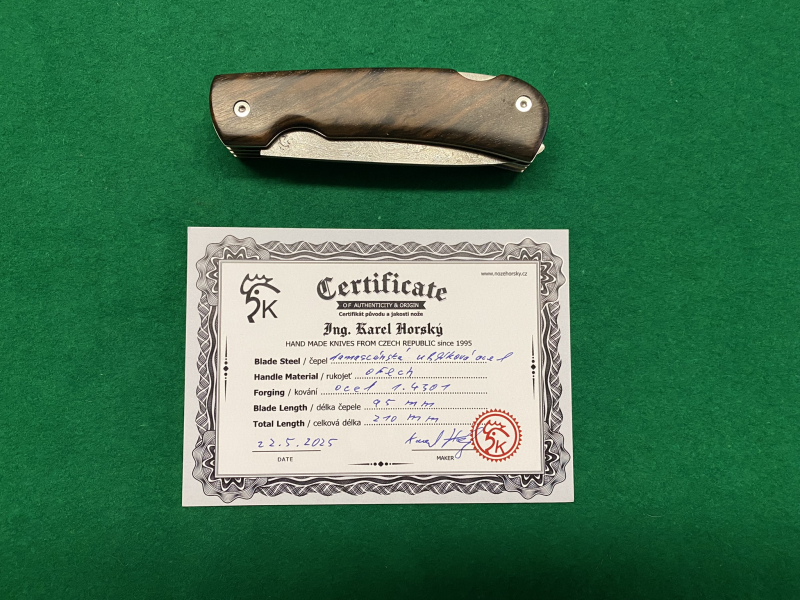 www.nozehorsky.cz
K
Certificate
OF AUTHENTICITY & ORIGIN
Certifikát původu a jakosti nože
Ing. Karel Horský
HAND MADE KNIVES FROM CZECH REPUBLIC since 1995
Blade Steel / čepel damascénská uhlíková ocel
Handle Material / rukojeť ořech
Forging / kování ocel 1.4301
Blade Length / délka čepele 95 mm
Total Length / celková délka 210 mm
22.5.2025
DATE
MAKER
K